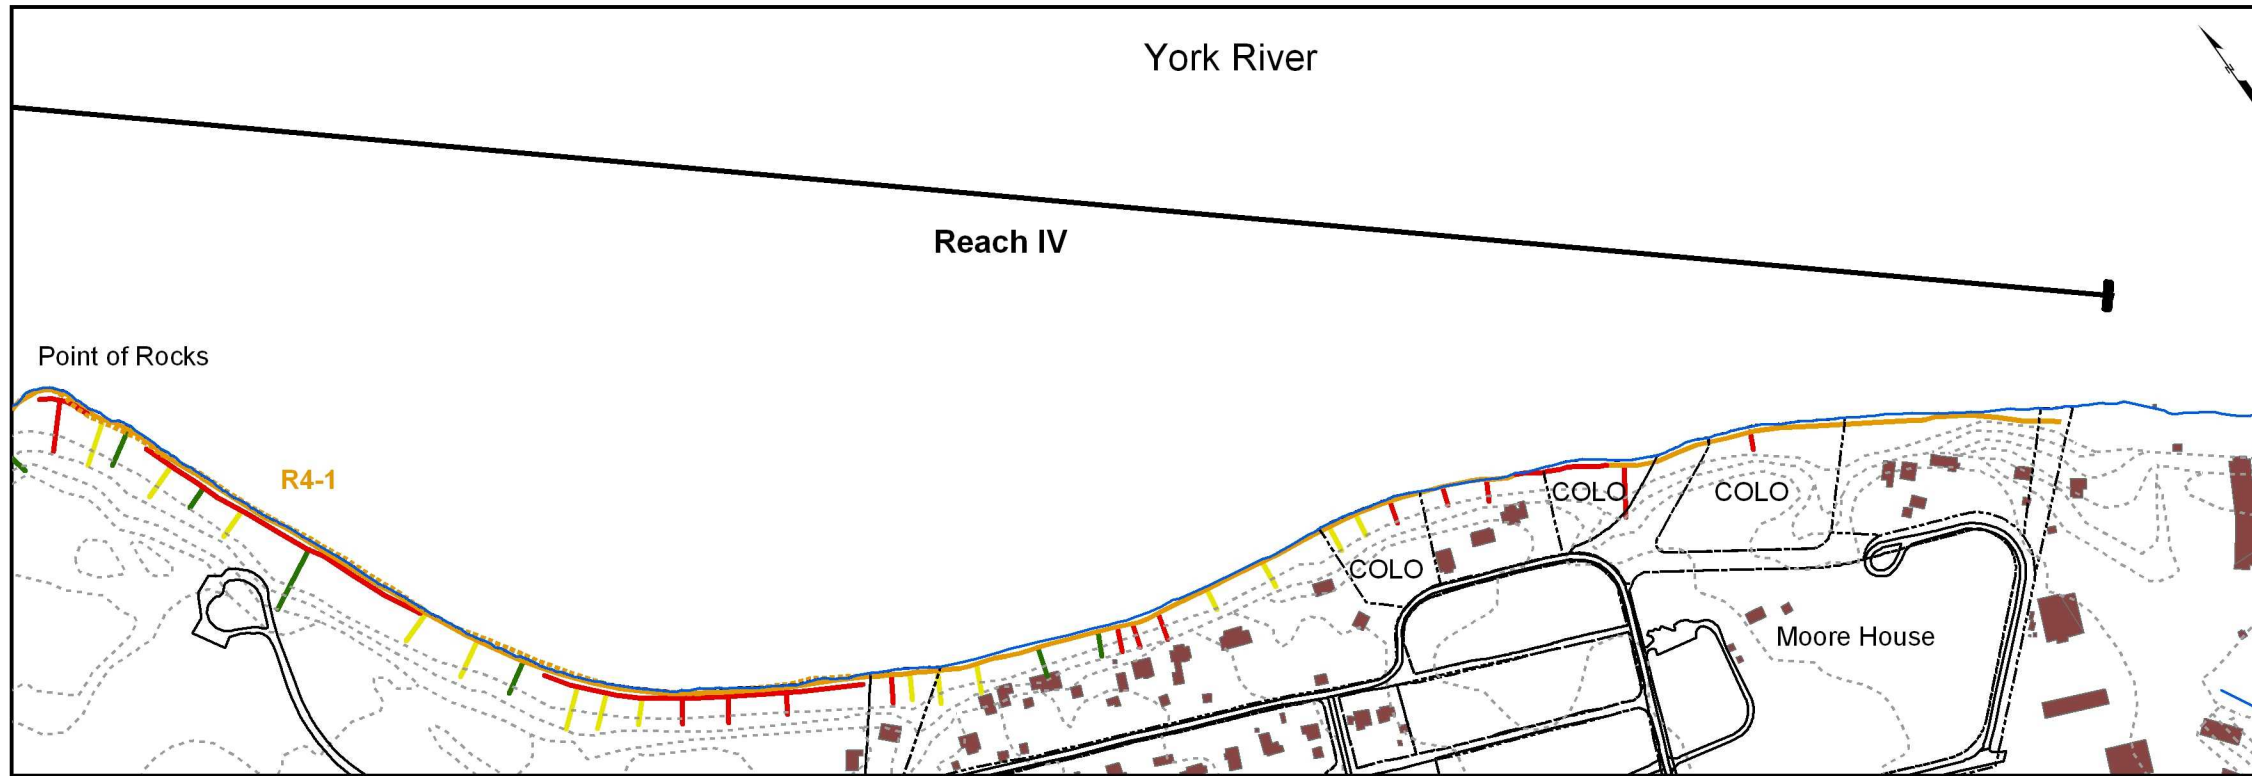 York River
N
Reach IV
Point of Rocks
R4-1
COLO
COLO
COLO
Moore House